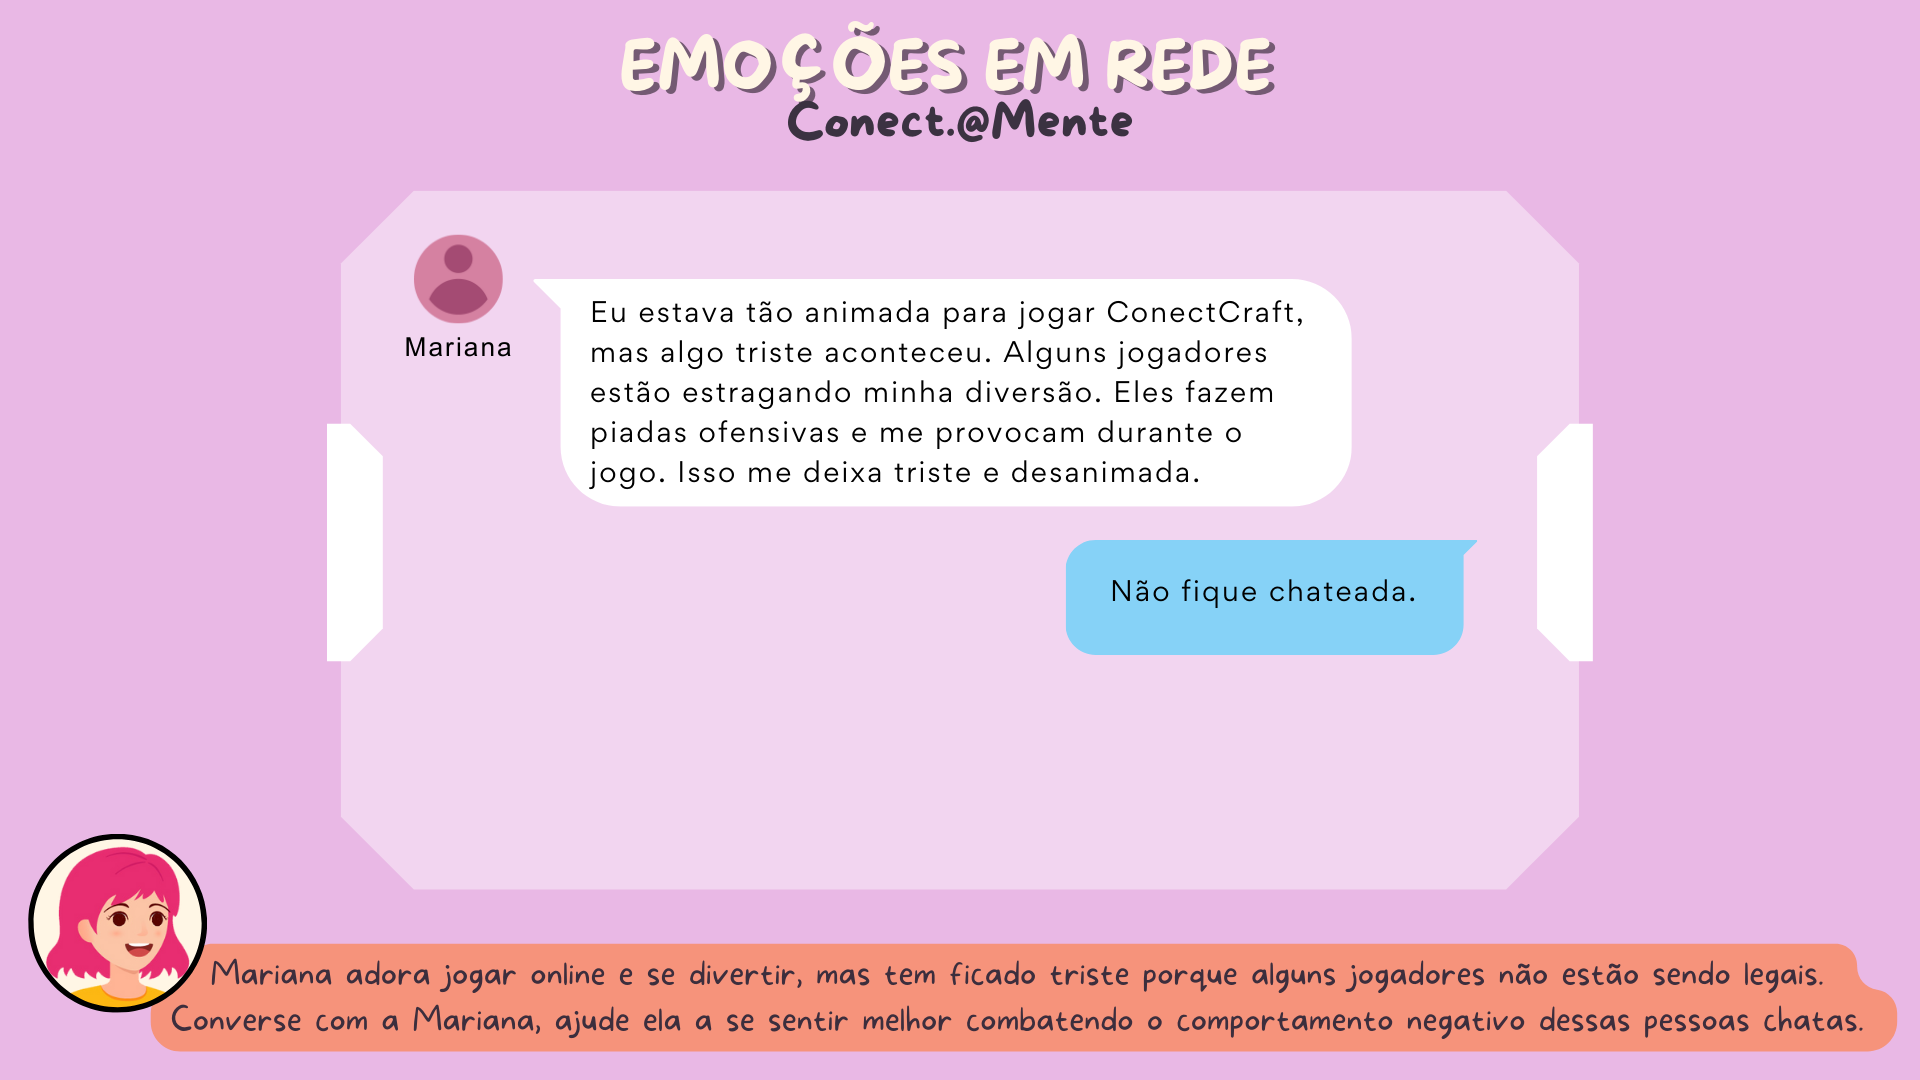 EMOÇÕES EM REDE
Conect.@Mente
Mariana
Eu estava tão animada para jogar ConectCraft,
mas algo triste aconteceu. Alguns jogadores
estão estragando minha diversão. Eles fazem
piadas ofensivas e me provocam durante o
jogo. Isso me deixa triste e desanimada.
Não fique chateada.
Mariana adora jogar online e se divertir, mas tem ficado triste porque alguns jogadores não estão sendo legais.
Converse com a Mariana, ajude ela a se sentir melhor combatendo o comportamento negativo dessas pessoas chatas.